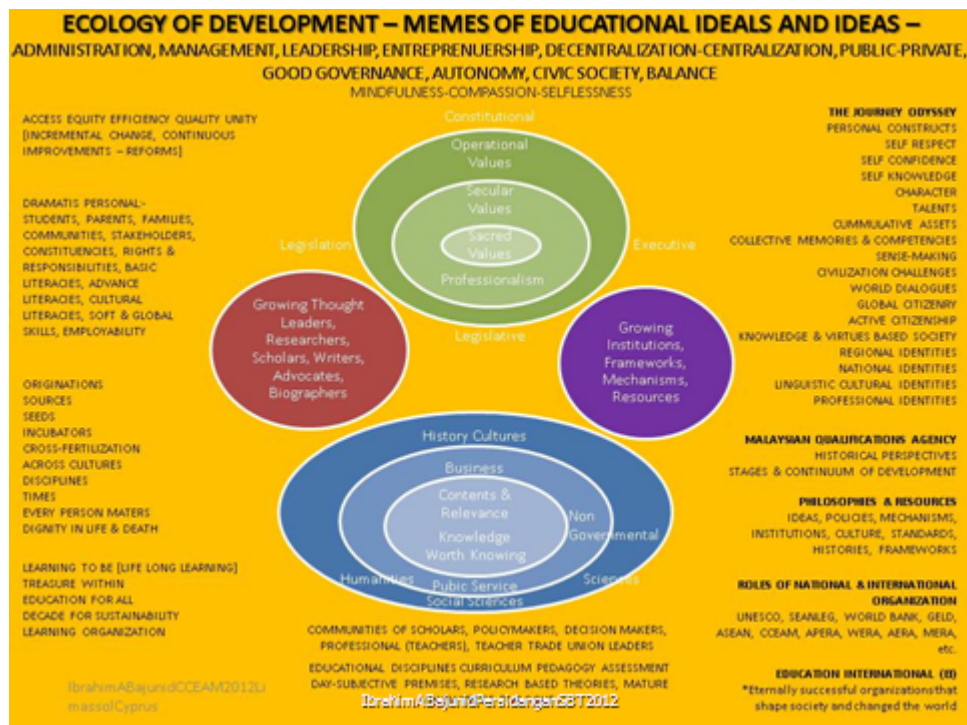 ECOLOGY OF DEVELOPMENT – MEMES OF EDUCATIONAL IDEALS AND IDEAS –
ADMINISTRATION, MANAGEMENT, LEADERSHIP, ENTREPRENUERSHIP, DECENTRALIZATION-CENTRALIZATION, PUBLIC-PRIVATE,
GOOD GOVERNANCE, AUTONOMY, CIVIC SOCIETY, BALANCE
MINDFULNESS-COMPASSION-SELFLESSNESS
ACCESS EQUITY EFFICIENCY QUALITY UNITY
[INCREMENTAL CHANGE, CONTINUOUS
IMPROVEMENTS – REFORMS]
DRAMATIS PERSONAL:-
STUDENTS, PARENTS, FAMILIES,
COMMUNITIES, STAKEHOLDERS,
CONSTITUENCIES, RIGHTS &
RESPONSIBILITIES, BASIC
LITERACIES, ADVANCE
LITERACIES, CULTURAL
LITERACIES, SOFT & GLOBAL
SKILLS, EMPLOYABILITY
ORIGINATIONS
SOURCES
SEEDS
INCUBATORS
CROSS-FERTILIZATION
ACROSS CULTURES
DISCIPLINES
TIMES
EVERY PERSON MATERS
DIGNITY IN LIFE & DEATH
LEARNING TO BE [LIFE LONG LEARNING]
TREASURE WITHIN
EDUCATION FOR ALL
DECADE FOR SUSTAINABILITY
LEARNING ORGANIZATION
IbrahimABajunidCCEAM2012Li
massolCyprus
Constitutional
Operational
Values
Secular
Values
Sacred
Values
Professionalism
Legislation
Executive
Legislative
Growing Thought
Leaders,
Researchers,
Scholars, Writers,
Advocates,
Biographers
Growing
Institutions,
Frameworks,
Mechanisms,
Resources
History Cultures
Business
Contents &
Relevance
Knowledge
Worth Knowing
Non
Governmental
Humanities
Sciences
Pubic Service
Social Sciences
COMMUNITIES OF SCHOLARS, POLICYMAKERS, DECISION MAKERS,
PROFESSIONAL (TEACHERS), TEACHER TRADE UNION LEADERS
EDUCATIONAL DISCIPLINES CURRICULUM PEDAGOGY ASSESSMENT
DAY-SUBJECTIVE PREMISES, RESEARCH BASED THEORIES, MATURE
IbrahimABajunidPersidanganSBT2012
THE JOURNEY ODYSSEY
PERSONAL CONSTRUCTS
SELF RESPECT
SELF CONFIDENCE
SELF KNOWLEDGE
CHARACTER
TALENTS
CUMMULATIVE ASSETS
COLLECTIVE MEMORIES & COMPETENCIES
SENSE-MAKING
CIVILIZATION CHALLENGES
WORLD DIALOGUES
GLOBAL CITIZENRY
ACTIVE CITIZENSHIP
KNOWLEDGE & VIRTUES BASED SOCIETY
REGIONAL IDENTITIES
NATIONAL IDENTITIES
LINGUISTIC CULTURAL IDENTITIES
PROFESSIONAL IDENTITIES
MALAYSIAN QUALIFICATIONS AGENCY
HISTORICAL PERSPECTIVES
STAGES & CONTINUUM OF DEVELOPMENT
PHILOSOPHIES & RESOURCES
IDEAS, POLICIES, MECHANISMS,
INSTITUTIONS, CULTURE, STANDARDS,
HISTORIES, FRAMEWORKS
ROLES OF NATIONAL & INTERNATIONAL
ORGANIZATION
UNESCO, SEANLEG, WORLD BANK, GELD,
ASEAN, CCEAM, APERA, WERA, AERA, MERA,
etc.
EDUCATION INTERNATIONAL (EI)
*Eternally successful organizations that
shape society and changed the world